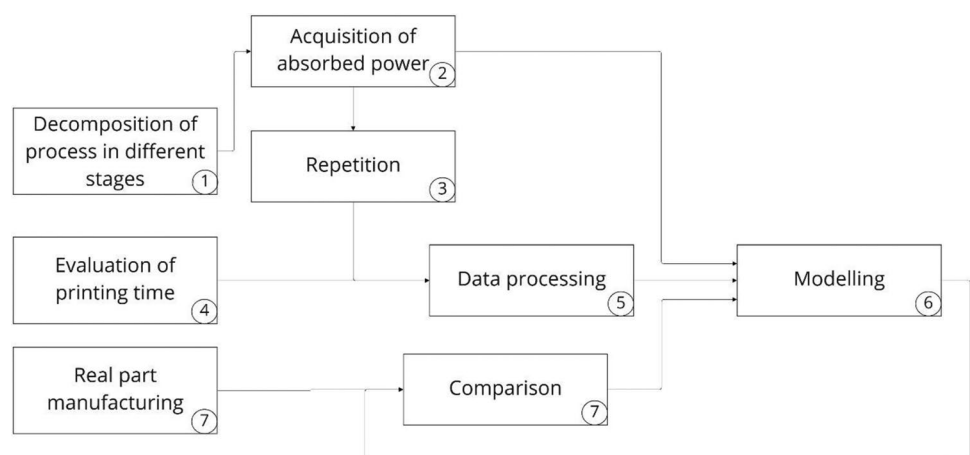 Acquisition of
absorbed power
2
Decomposition of
process in different
stages
1
Repetition
3
Evaluation of
printing time
4
Data processing
5
Modelling
6
Real part
manufacturing
7
Comparison
7